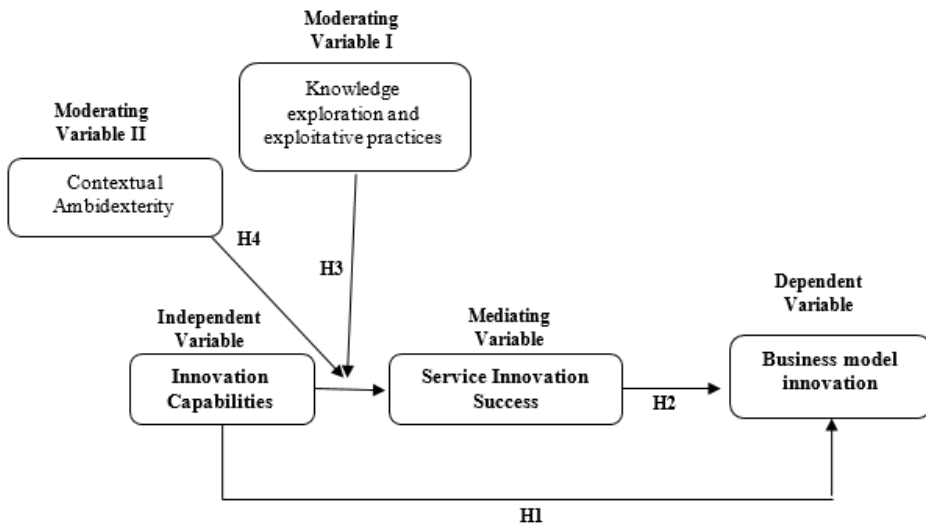 Moderating
Variable I
Knowledge
exploration and
exploitative practices
Moderating
Variable II
Contextual
Ambidexterity
H4
H3
Independent
Variable
Innovation
Capabilities
Mediating
Variable
Service Innovation
Success
H2
Dependent
Variable
Business model
innovation
H1